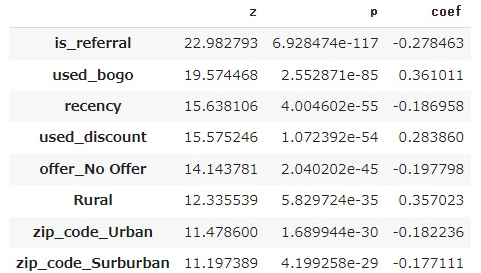 z p coef
is_referral 22.982793 6.928474e-117 -0.278463
used_bogo 19.574468 2.552871e-85 0.361011
recency 15.638106 4.004602e-55 -0.186958
used_discount 15.575246 1.072392e-54 0.283860
offer_No Offer 14.143781 2.040202e-45 -0.197798
Rural 12.335539 5.829724e-35 0.357023
zip_code_Urban 11.478600 1.689944e-30 -0.182236
zip_code_Surburban 11.197389 4.199258e-29 -0.177111